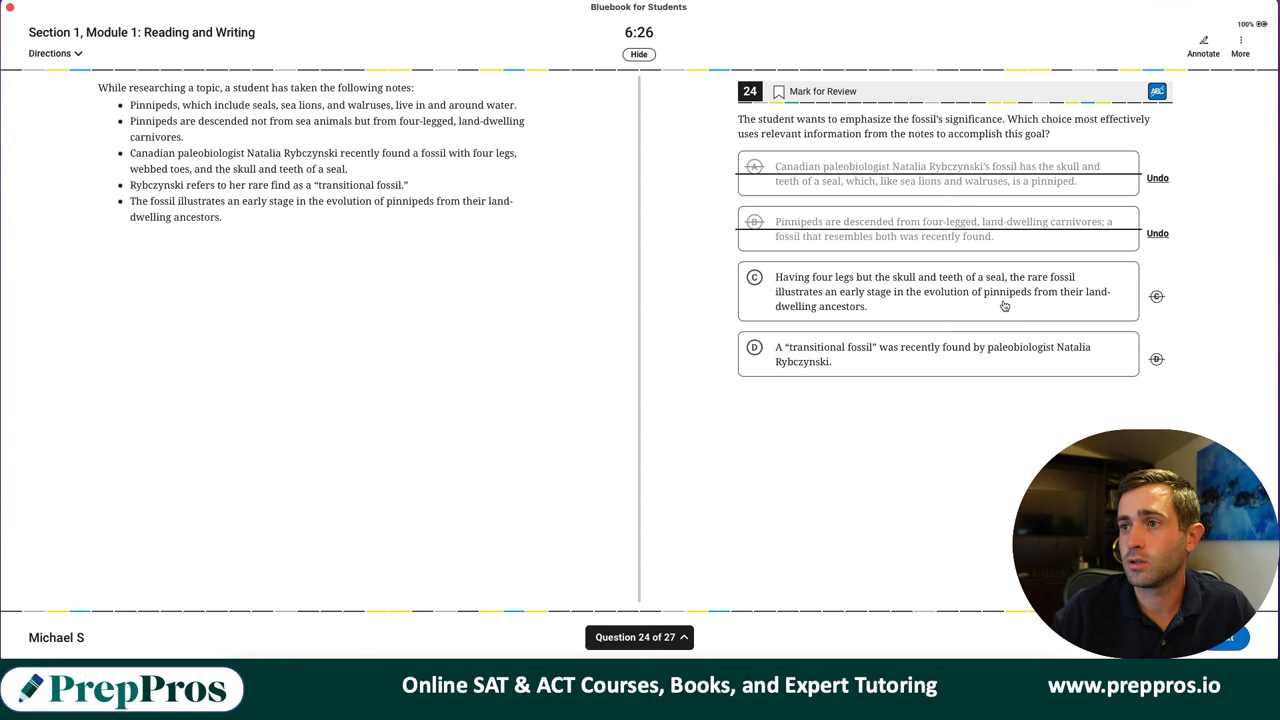 Bluebook for Students
Section 1, Module 1: Reading and Writing
6:26
100%
Directions
Hide
Annotate
More
While researching a topic, a student has taken the following notes:
• Pinnipeds, which include seals, sea lions, and walruses, live in and around water.
• Pinnipeds are descended not from sea animals but from four-legged, land-dwelling
carnivores.
• Canadian paleobiologist Natalia Rybczynski recently found a fossil with four legs,
webbed toes, and the skull and teeth of a seal.
• Rybczynski refers to her rare find as a “transitional fossil.”
• The fossil illustrates an early stage in the evolution of pinnipeds from their land-
dwelling ancestors.
24
Mark for Review
ABC
The student wants to emphasize the fossil’s significance. Which choice most effectively
uses relevant information from the notes to accomplish this goal?
A
Canadian paleobiologist Natalia Rybczynski’s fossil has the skull and
teeth of a seal, which, like sea lions and walruses, is a pinniped.
Undo
B
Pinnipeds are descended from four-legged, land-dwelling carnivores; a
fossil that resembles both was recently found.
Undo
C
Having four legs but the skull and teeth of a seal, the rare fossil
illustrates an early stage in the evolution of pinnipeds from their land-
dwelling ancestors.
C
D
A “transitional fossil” was recently found by paleobiologist Natalia
Rybczynski.
D
Michael S
Question 24 of 27
PrepPros
Online SAT & ACT Courses, Books, and Expert Tutoring
www.preppros.io